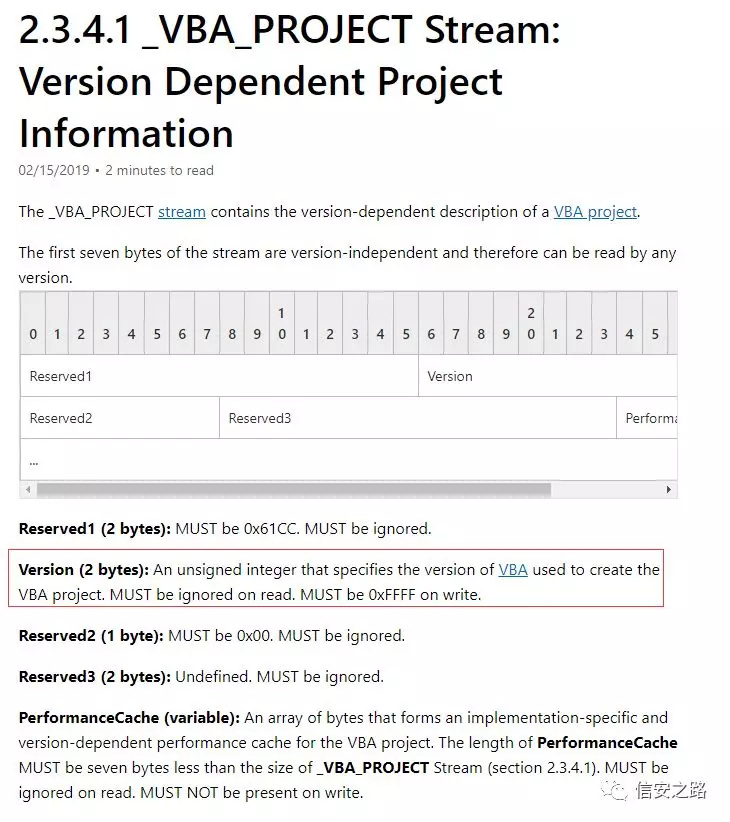 2.3.4.1 _VBA_PROJECT Stream:
Version Dependent Project
Information
02/15/2019 • 2 minutes to read
The _VBA_PROJECT stream contains the version-dependent description of a VBA project.
The first seven bytes of the stream are version-independent and therefore can be read by any
version.
1 2
0 1 2 3 4 5 6 7 8 9 0 1 2 3 4 5 6 7 8 9 0 1 2 3 4 5
Reserved1 Version
Reserved2 Reserved3 Performa
...
Reserved1 (2 bytes): MUST be 0x61CC. MUST be ignored.
Version (2 bytes): An unsigned integer that specifies the version of VBA used to create the
VBA project. MUST be ignored on read. MUST be 0xFFFF on write.
Reserved2 (1 byte): MUST be 0x00. MUST be ignored.
Reserved3 (2 bytes): Undefined. MUST be ignored.
PerformanceCache (variable): An array of bytes that forms an implementation-specific and
version-dependent performance cache for the VBA project. The length of PerformanceCache
MUST be seven bytes less than the size of _VBA_PROJECT Stream (section 2.3.4.1). MUST be
ignored on read. MUST NOT be present on write.
信安之路